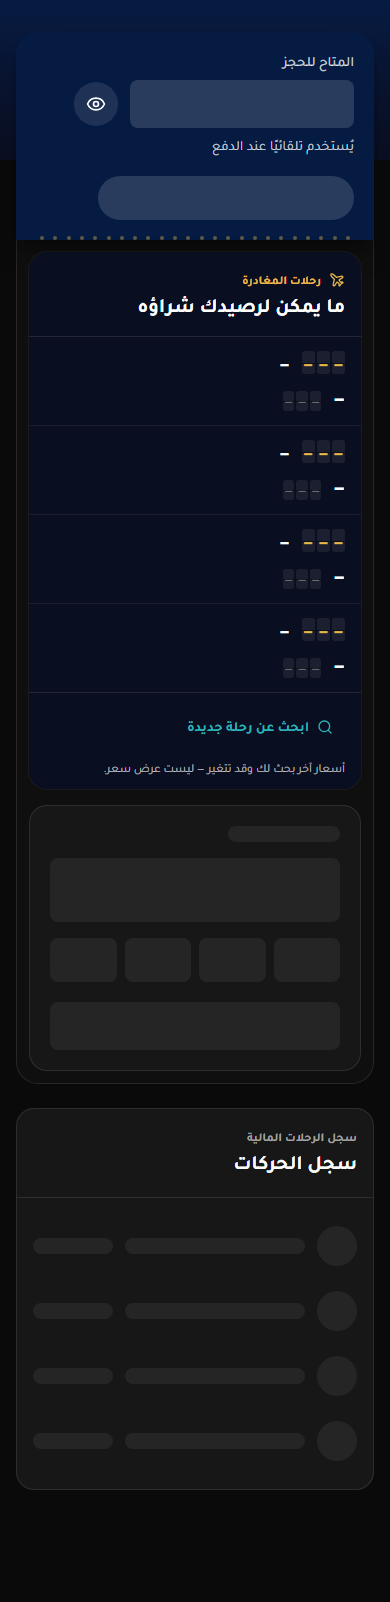 المتاح للحجز
يُستخدم تلقائيًا عند الدفع
رحلات المغادرة
ما يمكن لرصيدك شراؤه
– – – –
– – – –
– – – –
– – – –
– – – –
– – – –
– – – –
– – – –
ابحث عن رحلة جديدة
أسعار آخر بحث لك وقد تتغير — ليست عرض سعر.
سجل الرحلات المالية
سجل الحركات